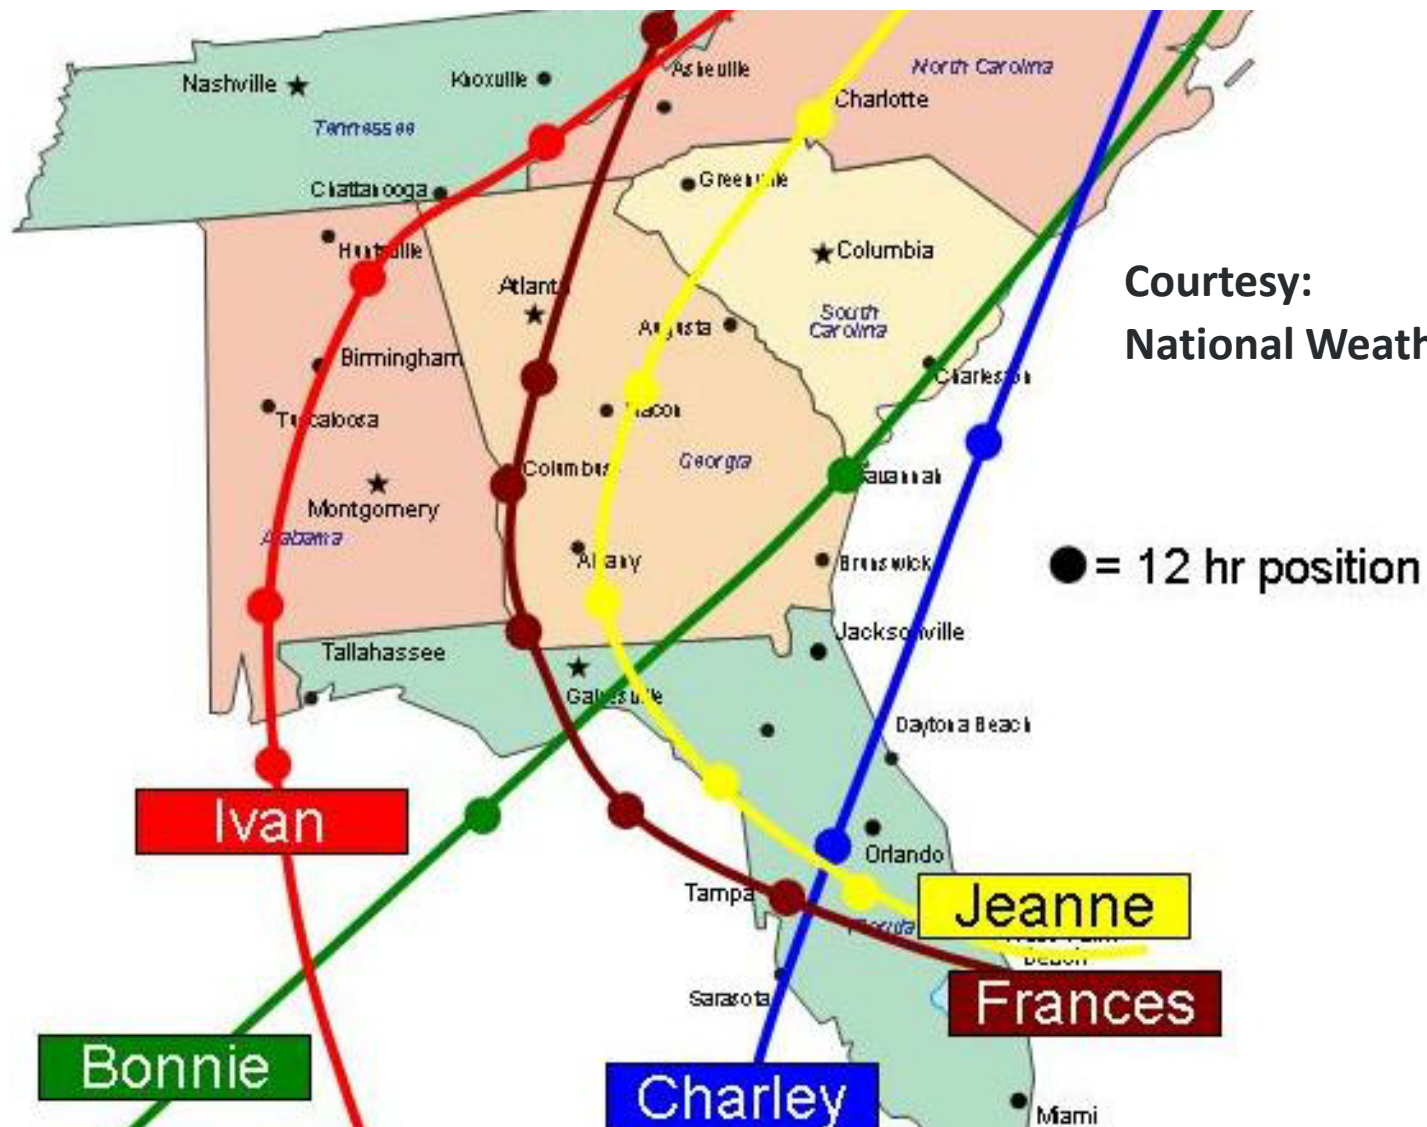 North Carolina
Asheville
Knoxville
Nashville
Charlotte
Tennessee
Greenville
Chattanooga
Huntsville
Columbia
Atlanta
Courtesy:
National Weath
South
Carolina
Augusta
Birmingham
Charleston
Macon
Tuscaloosa
Georgia
Columbus
Savannah
Montgomery
Alabama
Albany
Brunswick
= 12 hr position
Jacksonville
Tallahassee
Gainesville
Daytona Beach
Ivan
Orlando
Tampa
Jeanne
Florida
Beach
Sarasota
Frances
Bonnie
Charley
Miami